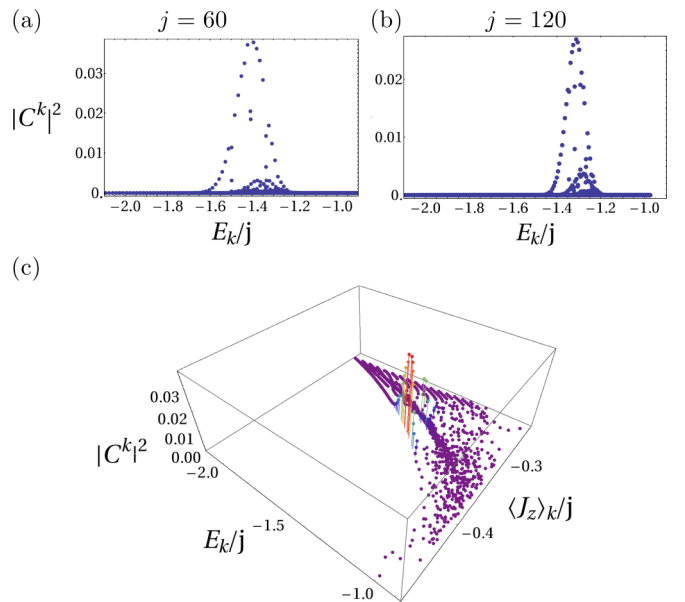 (a) j = 60 (b) j = 120
0.03
0.02
0.01
0.
|C^k|²
−2.0 −1.8 −1.6 −1.4 −1.2 −1.0
E_k/j
0.02
0.01
0.
−2.0 −1.8 −1.6 −1.4 −1.2 −1.0
E_k/j
(c)
0.03
0.02
0.01
0.00
|C^k|²
−2.0
−1.5
−1.0
E_k/j
−0.3
−0.4
⟨J_z⟩_k/j